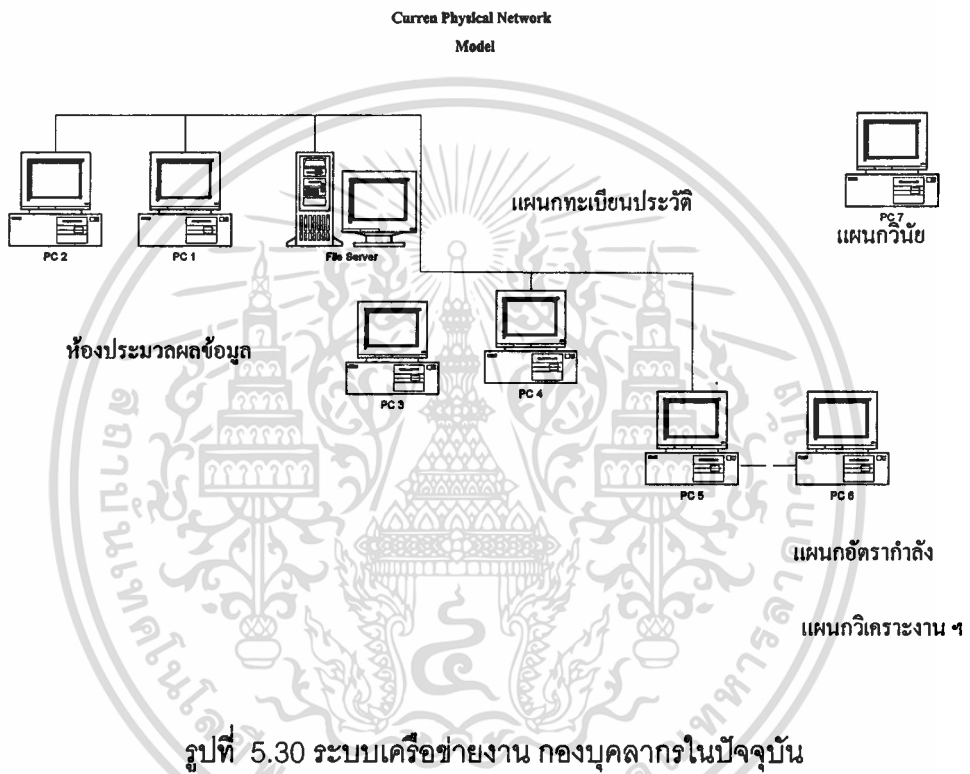 Curren Physical Network
Model
แผนกทะเบียนประวัติ
PC 7
แผนกวินัย
PC 2
PC 1
File Server
ห้องประมวลผลข้อมูล
PC 3
PC 4
PC 5
PC 6
แผนกอัตรากำลัง
แผนกวิเคราะงาน ฯ
รูปที่ 5.30 ระบบเครือข่ายงาน กองบุคลากรในปัจจุบัน